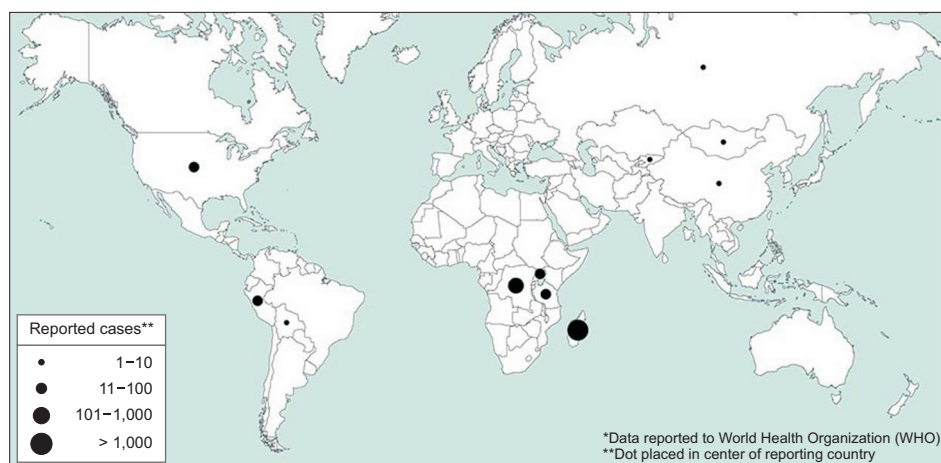 Reported cases**
1–10
11–100
101–1,000
> 1,000
*Data reported to World Health Organization (WHO)
**Dot placed in center of reporting country